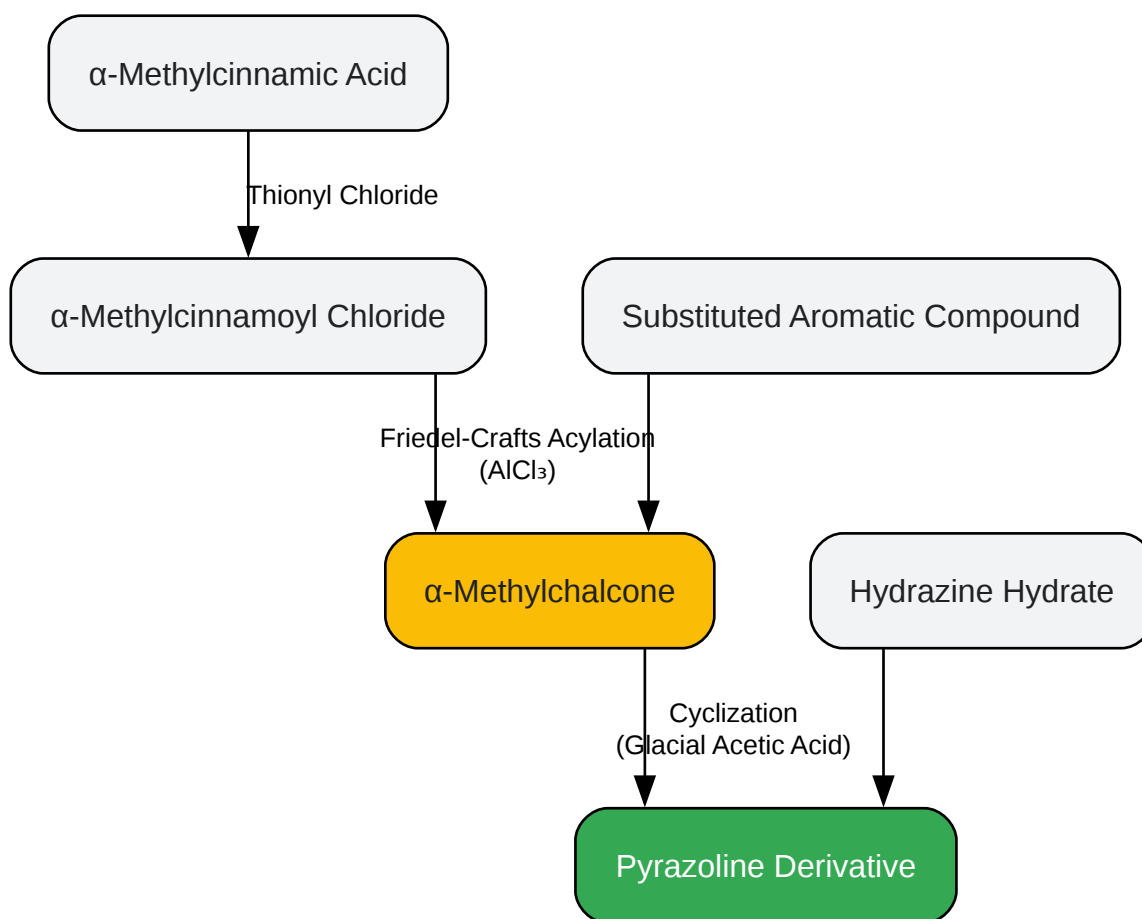 α-Methylcinnamic Acid
Thionyl Chloride
α-Methylcinnamoyl Chloride
Substituted Aromatic Compound
Friedel-Crafts Acylation
(AlCl₃)
α-Methylchalcone
Hydrazine Hydrate
Cyclization
(Glacial Acetic Acid)
Pyrazoline Derivative